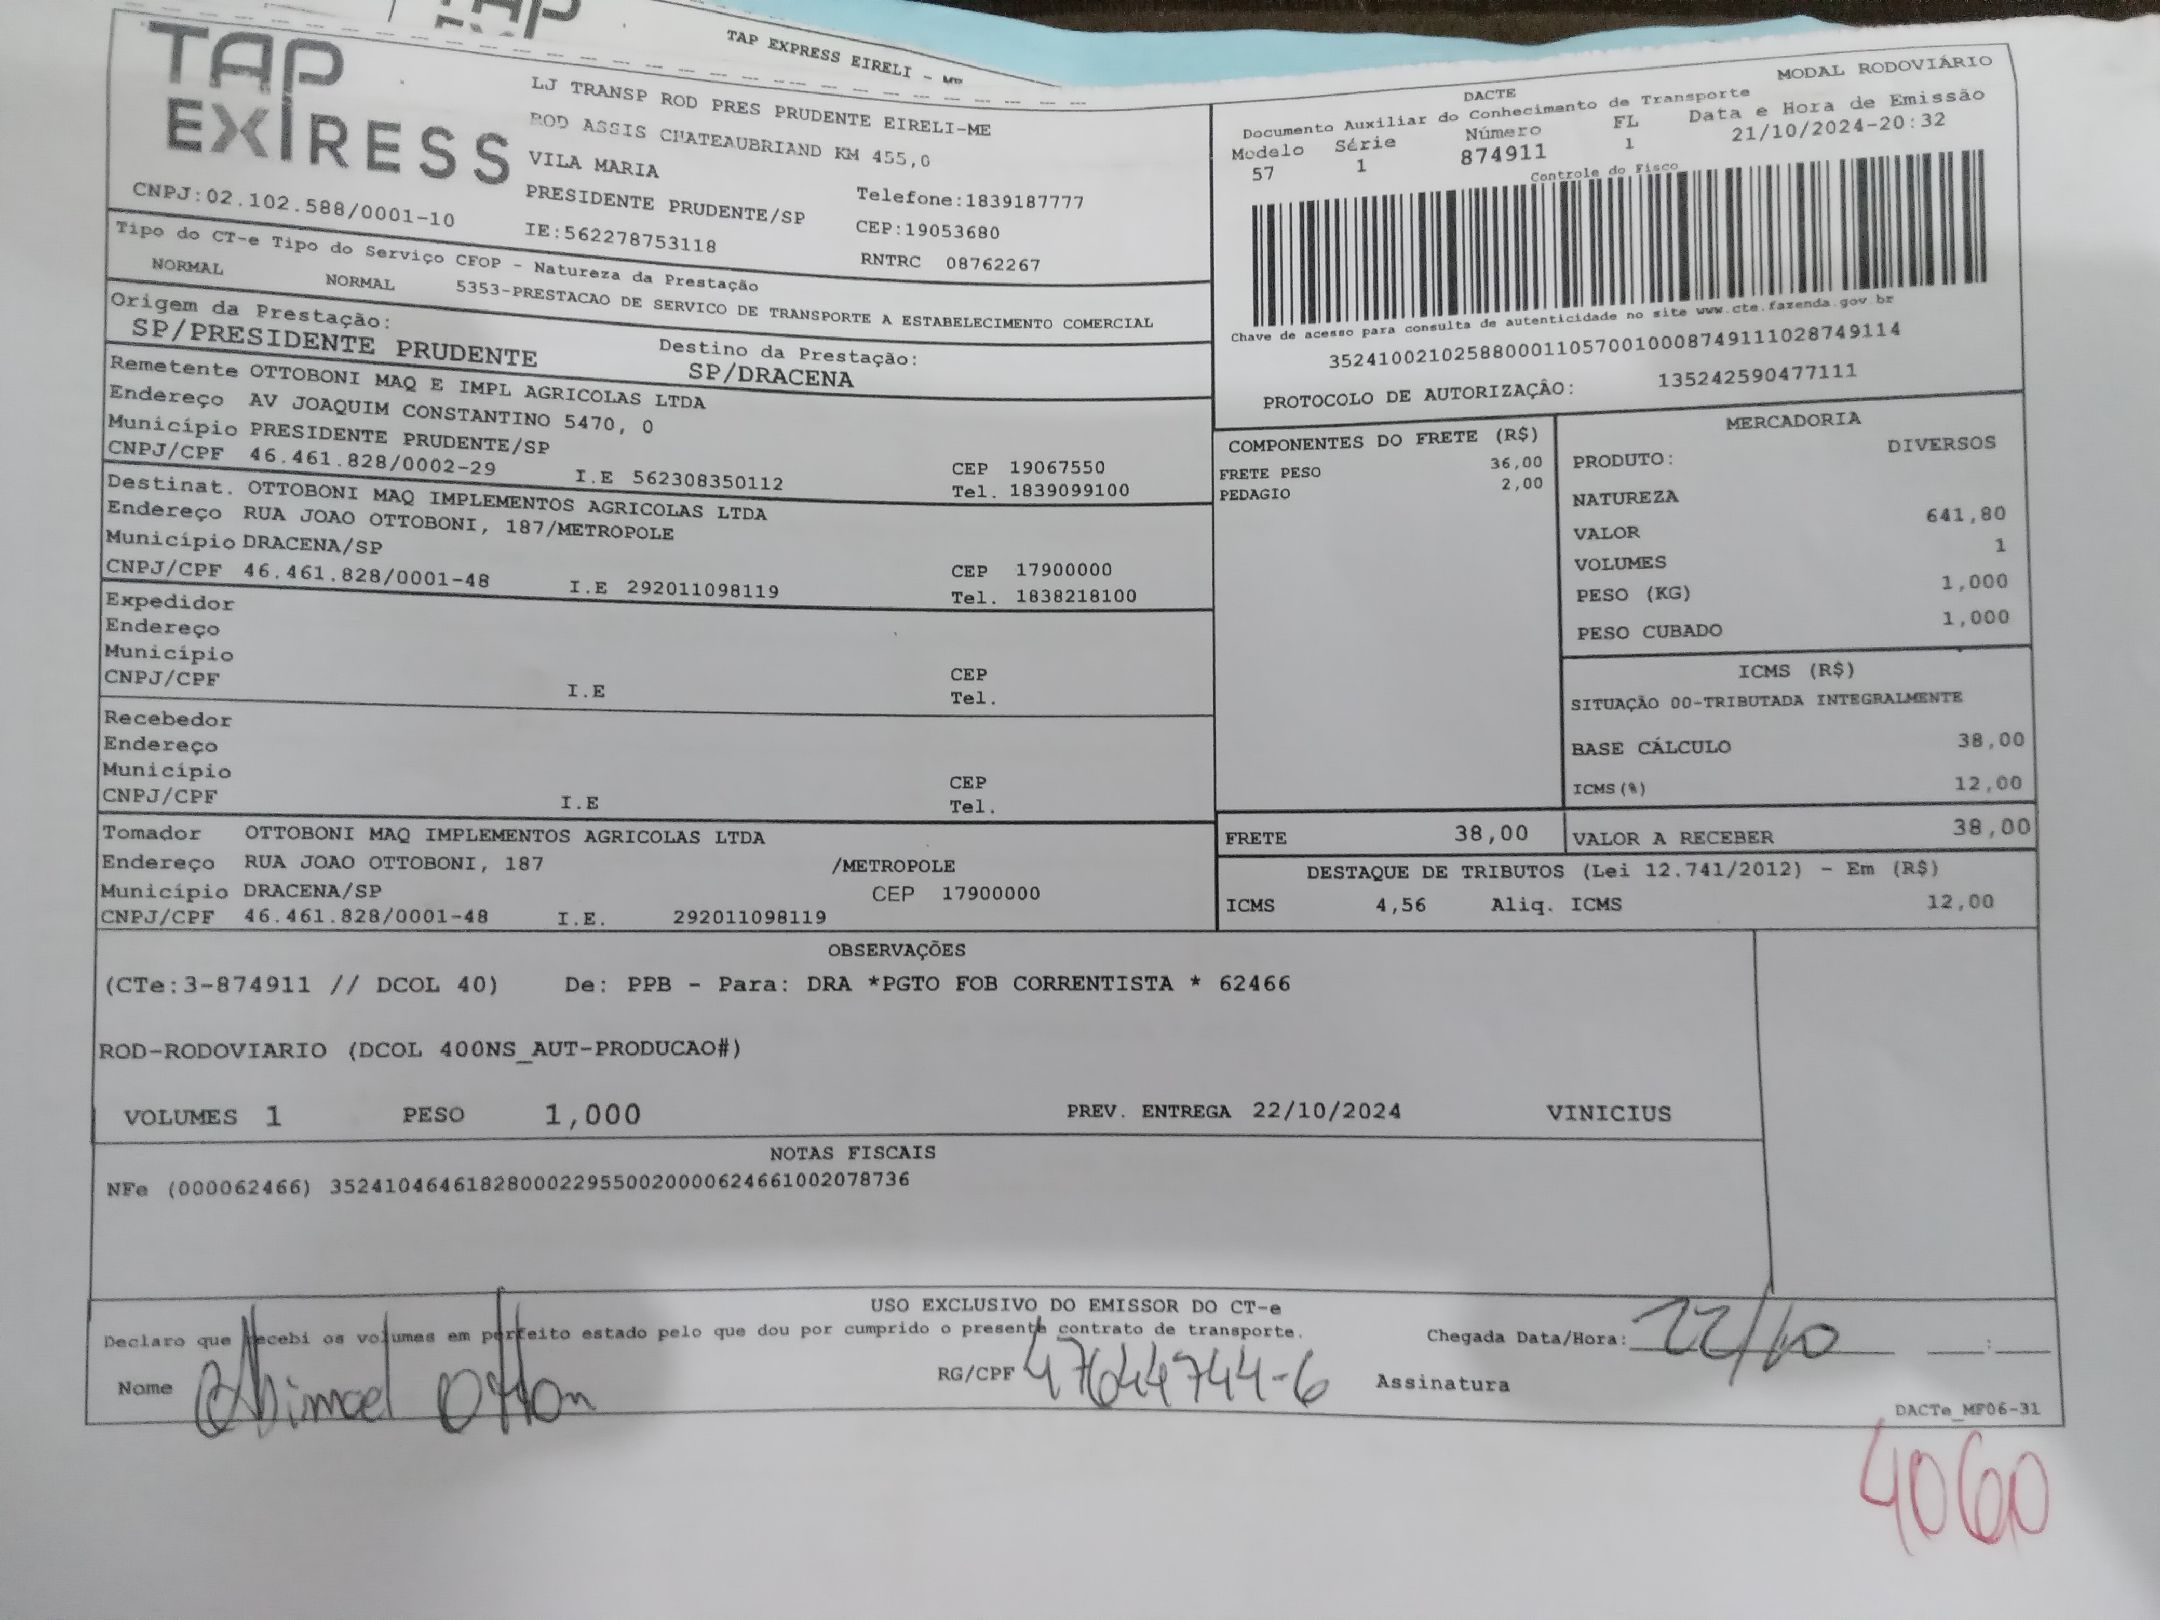 TAP EXPRESS EIRELI - ME
TAP
EXPRESS
LJ TRANSP ROD PRES PRUDENTE EIRELI-ME
ROD ASSIS CHATEAUBRIAND KM 455,0
VILA MARIA
PRESIDENTE PRUDENTE/SP Telefone:1839187777
CNPJ:02.102.588/0001-10 IE:562278753118 CEP:19053680
RNTRC 08762267
Tipo do CT-e Tipo do Serviço CFOP - Natureza da Prestação
NORMAL NORMAL 5353-PRESTACAO DE SERVICO DE TRANSPORTE A ESTABELECIMENTO COMERCIAL
Origem da Prestação: Destino da Prestação:
SP/PRESIDENTE PRUDENTE SP/DRACENA
DACTE MODAL RODOVIÁRIO
Documento Auxiliar do Conhecimento de Transporte
Modelo Série Número FL Data e Hora de Emissão
57 1 874911 1 21/10/2024-20:32
Controle do Fisco
Chave de acesso para consulta de autenticidade no site www.cte.fazenda.gov.br
35241002102588000110570010008749111028749114
PROTOCOLO DE AUTORIZAÇÂO: 135242590477111
Remetente OTTOBONI MAQ E IMPL AGRICOLAS LTDA
Endereço AV JOAQUIM CONSTANTINO 5470, 0
Município PRESIDENTE PRUDENTE/SP CEP 19067550
CNPJ/CPF 46.461.828/0002-29 I.E 562308350112 Tel. 1839099100
Destinat. OTTOBONI MAQ IMPLEMENTOS AGRICOLAS LTDA
Endereço RUA JOAO OTTOBONI, 187/METROPOLE
Município DRACENA/SP CEP 17900000
CNPJ/CPF 46.461.828/0001-48 I.E 292011098119 Tel. 1838218100
Expedidor
Endereço
Município CEP
CNPJ/CPF I.E Tel.
Recebedor
Endereço
Município CEP
CNPJ/CPF I.E Tel.
Tomador OTTOBONI MAQ IMPLEMENTOS AGRICOLAS LTDA
Endereço RUA JOAO OTTOBONI, 187 /METROPOLE
Município DRACENA/SP CEP 17900000
CNPJ/CPF 46.461.828/0001-48 I.E. 292011098119
COMPONENTES DO FRETE (R$)
FRETE PESO 36,00
PEDAGIO 2,00
MERCADORIA
PRODUTO: DIVERSOS
NATUREZA
VALOR 641,80
VOLUMES 1
PESO (KG) 1,000
PESO CUBADO 1,000
ICMS (R$)
SITUAÇÃO 00-TRIBUTADA INTEGRALMENTE
BASE CÁLCULO 38,00
ICMS(%) 12,00
FRETE 38,00 VALOR A RECEBER 38,00
DESTAQUE DE TRIBUTOS (Lei 12.741/2012) - Em (R$)
ICMS 4,56 Aliq. ICMS 12,00
OBSERVAÇÕES
(CTe:3-874911 // DCOL 40) De: PPB - Para: DRA *PGTO FOB CORRENTISTA * 62466
ROD-RODOVIARIO (DCOL 400NS_AUT-PRODUCAO#)
VOLUMES 1 PESO 1,000 PREV. ENTREGA 22/10/2024 VINICIUS
NOTAS FISCAIS
NFe (000062466) 35241046461828000229550020000624661002078736
USO EXCLUSIVO DO EMISSOR DO CT-e
Declaro que recebi os volumes em perfeito estado pelo que dou por cumprido o presente contrato de transporte. Chegada Data/Hora: 22/10 :
Nome RG/CPF 47644744-6 Assinatura
DACTe_MF06-31
4060